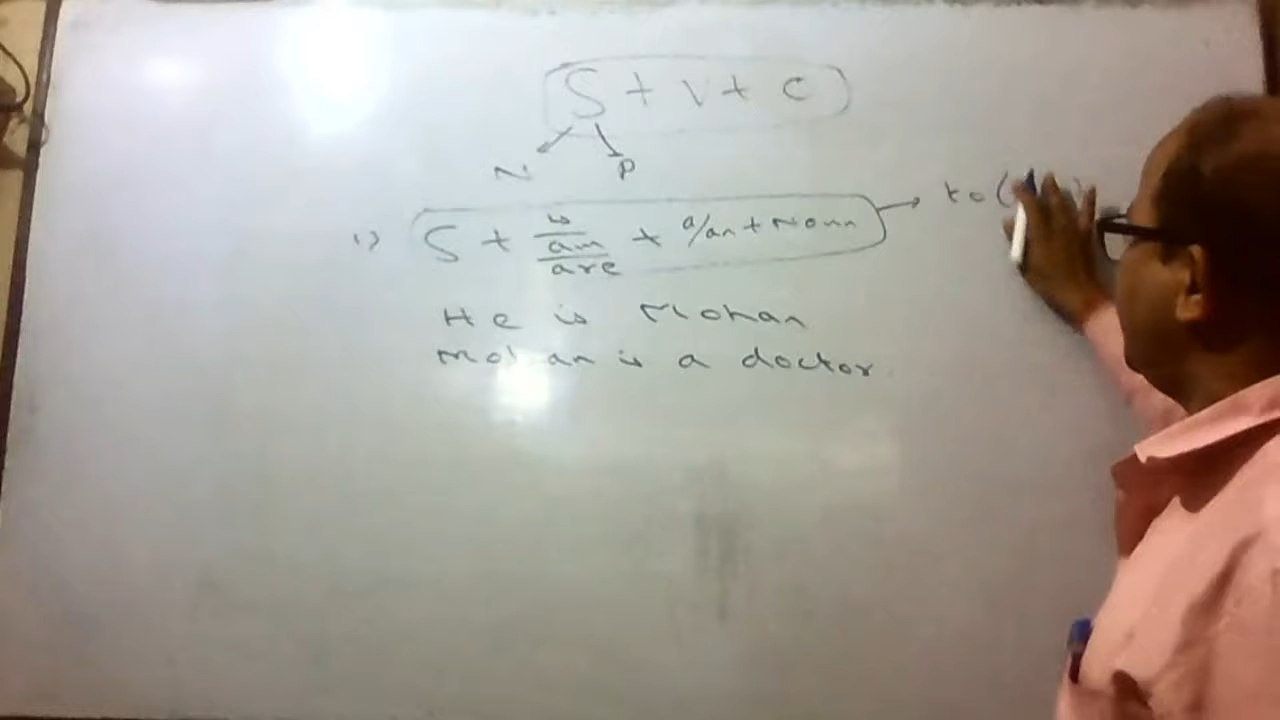 S + V + C
N P
1) S + is/am/are + a/an + Noun → to (
He is Mohan
Mohan is a doctor